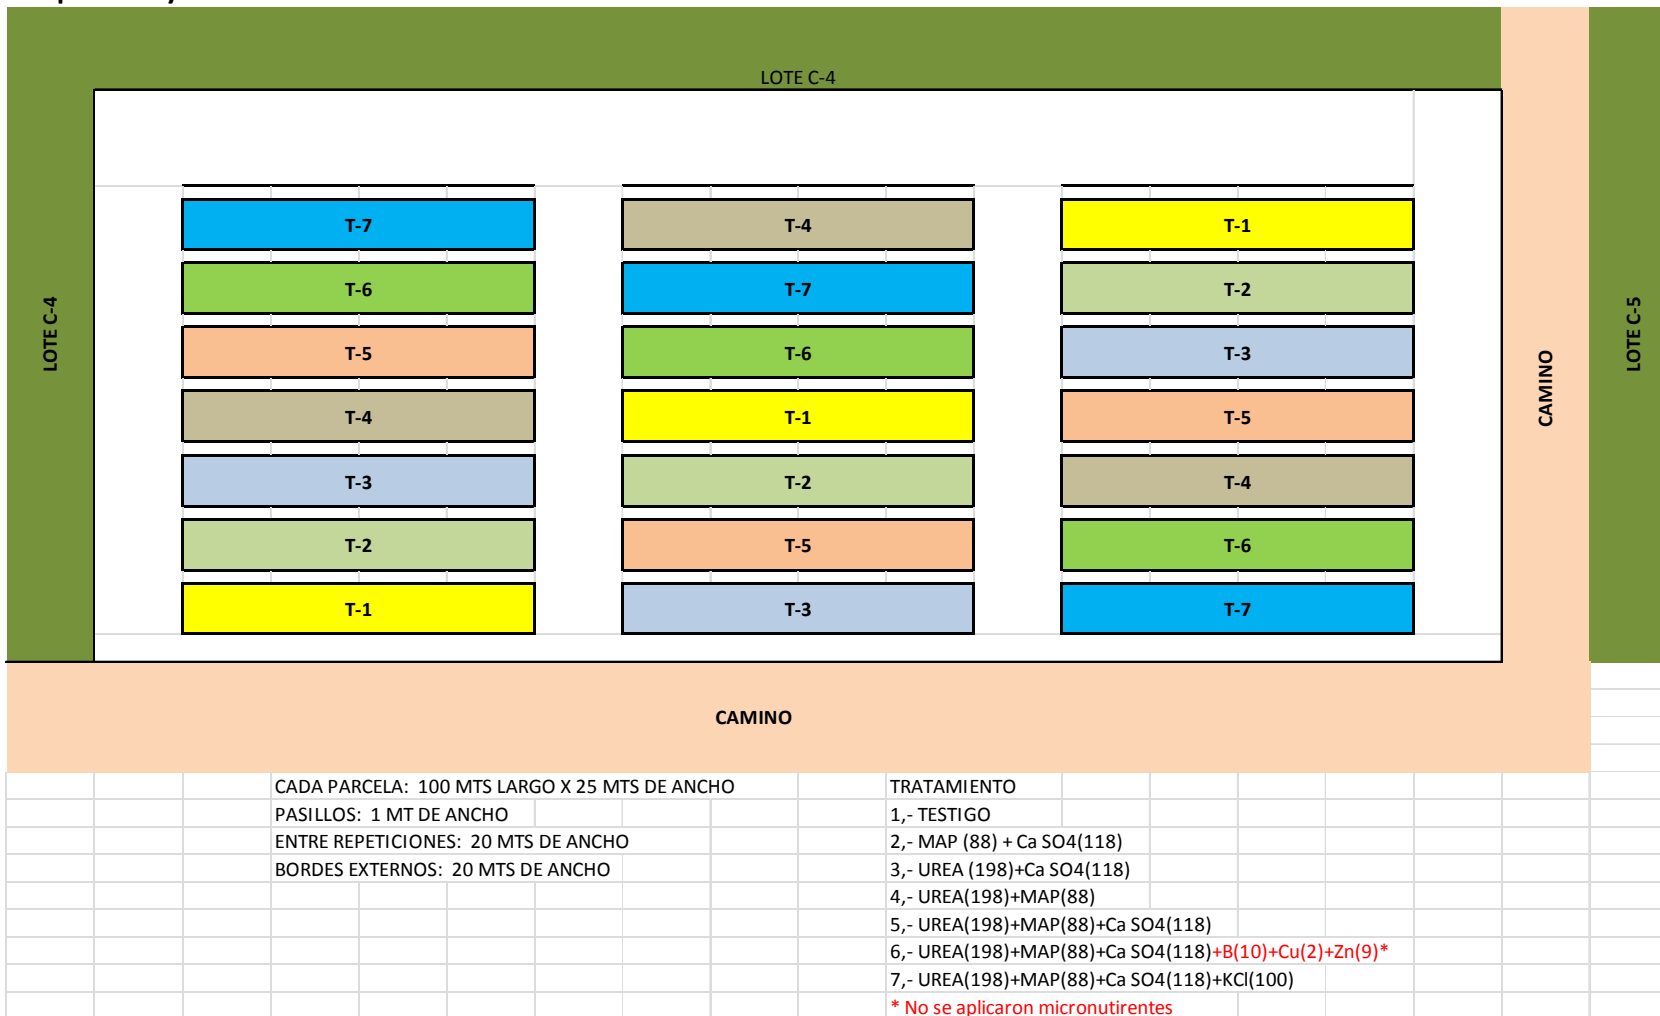 LOTE C-4
T-7 T-4 T-1
T-6 T-7 T-2
LOTE C-4
T-5 T-6 T-3
CAMINO
LOTE C-5
T-4 T-1 T-5
T-3 T-2 T-4
T-2 T-5 T-6
T-1 T-3 T-7
CAMINO
CADA PARCELA: 100 MTS LARGO X 25 MTS DE ANCHO
PASILLOS: 1 MT DE ANCHO
ENTRE REPETICIONES: 20 MTS DE ANCHO
BORDES EXTERNOS: 20 MTS DE ANCHO
TRATAMIENTO
1,- TESTIGO
2,- MAP (88) + Ca SO4(118)
3,- UREA (198)+Ca SO4(118)
4,- UREA(198)+MAP(88)
5,- UREA(198)+MAP(88)+Ca SO4(118)
6,- UREA(198)+MAP(88)+Ca SO4(118)+B(10)+Cu(2)+Zn(9)*
7,- UREA(198)+MAP(88)+Ca SO4(118)+KCl(100)
* No se aplicaron micronutirentes